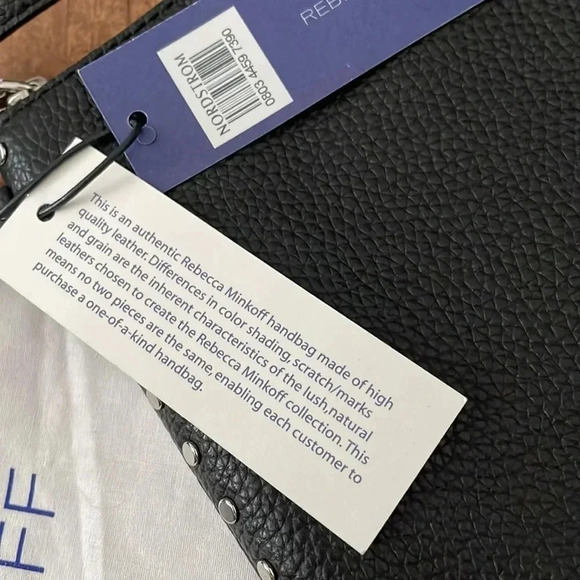 REB
NORDSTROM
0803 4459 7390
This is an authentic Rebecca Minkoff handbag made of high
quality leather. Differences in color shading, scratch/marks
and grain are the inherent characteristics of the lush,natural
leathers chosen to create the Rebecca Minkoff collection. This
means no two pieces are the same, enabling each customer to
purchase a one-of-a-kind handbag.
FF